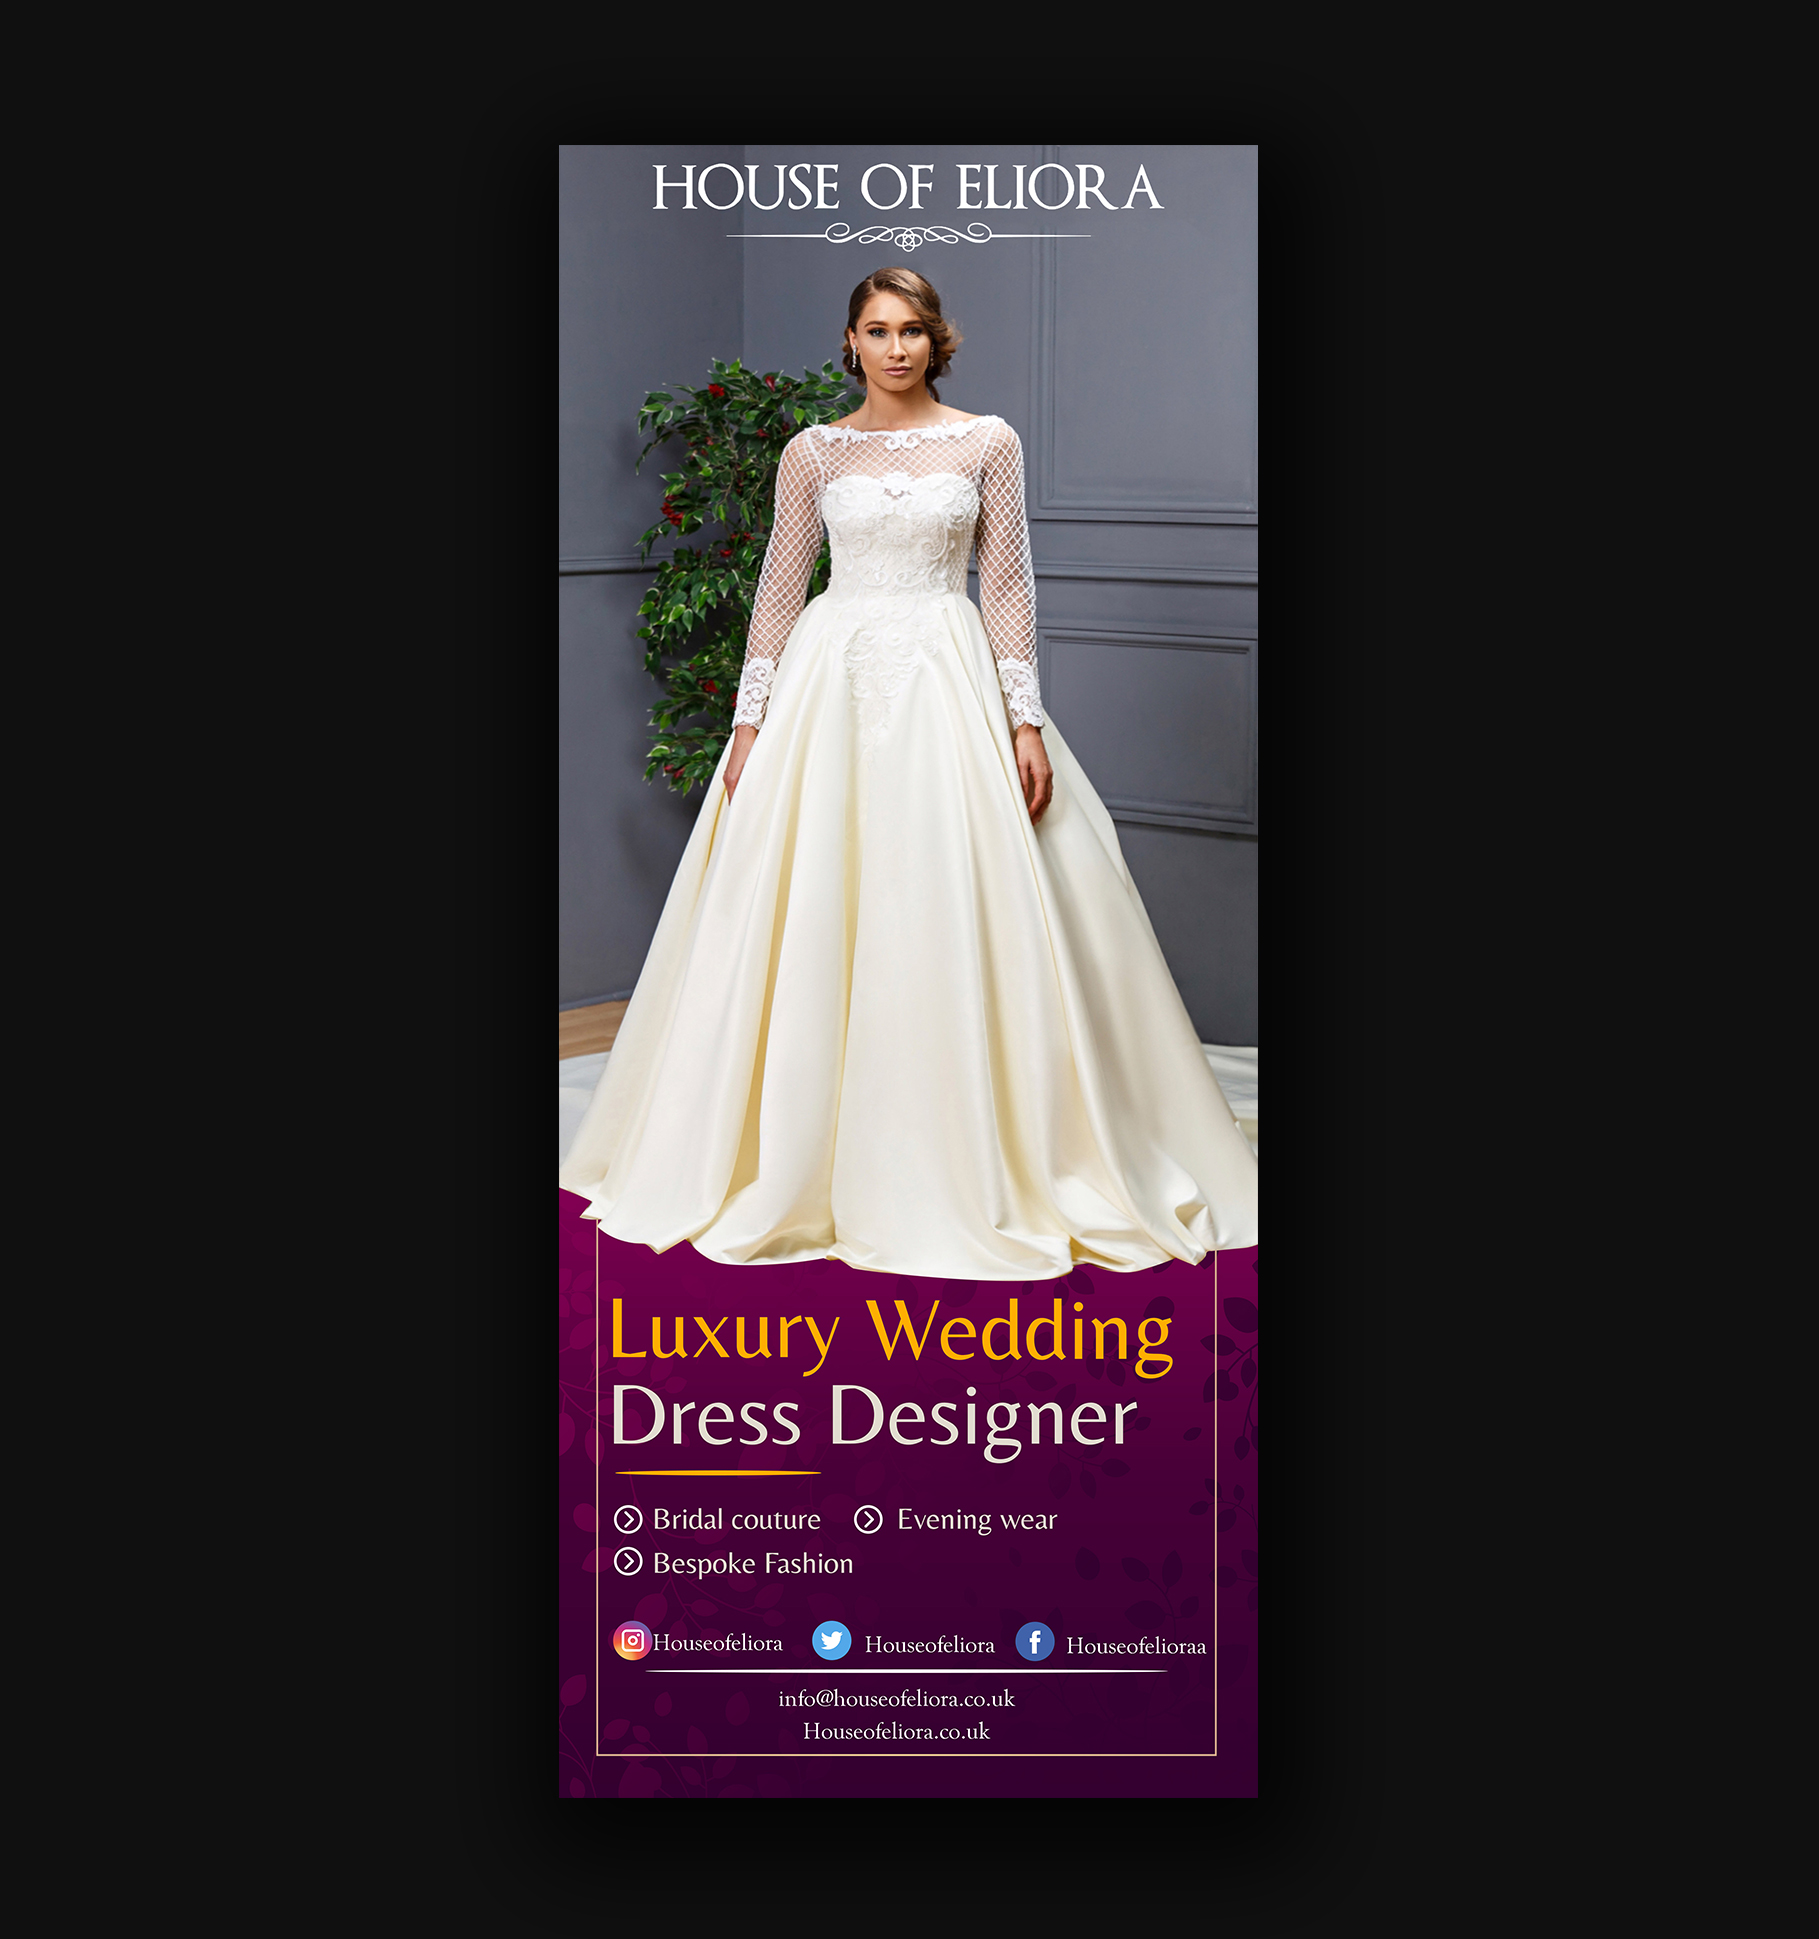 HOUSE OF ELIORA
Luxury Wedding
Dress Designer
Bridal couture Evening wear
Bespoke Fashion
Houseofeliora Houseofeliora Houseofelioraa
info@houseofeliora.co.uk
Houseofeliora.co.uk